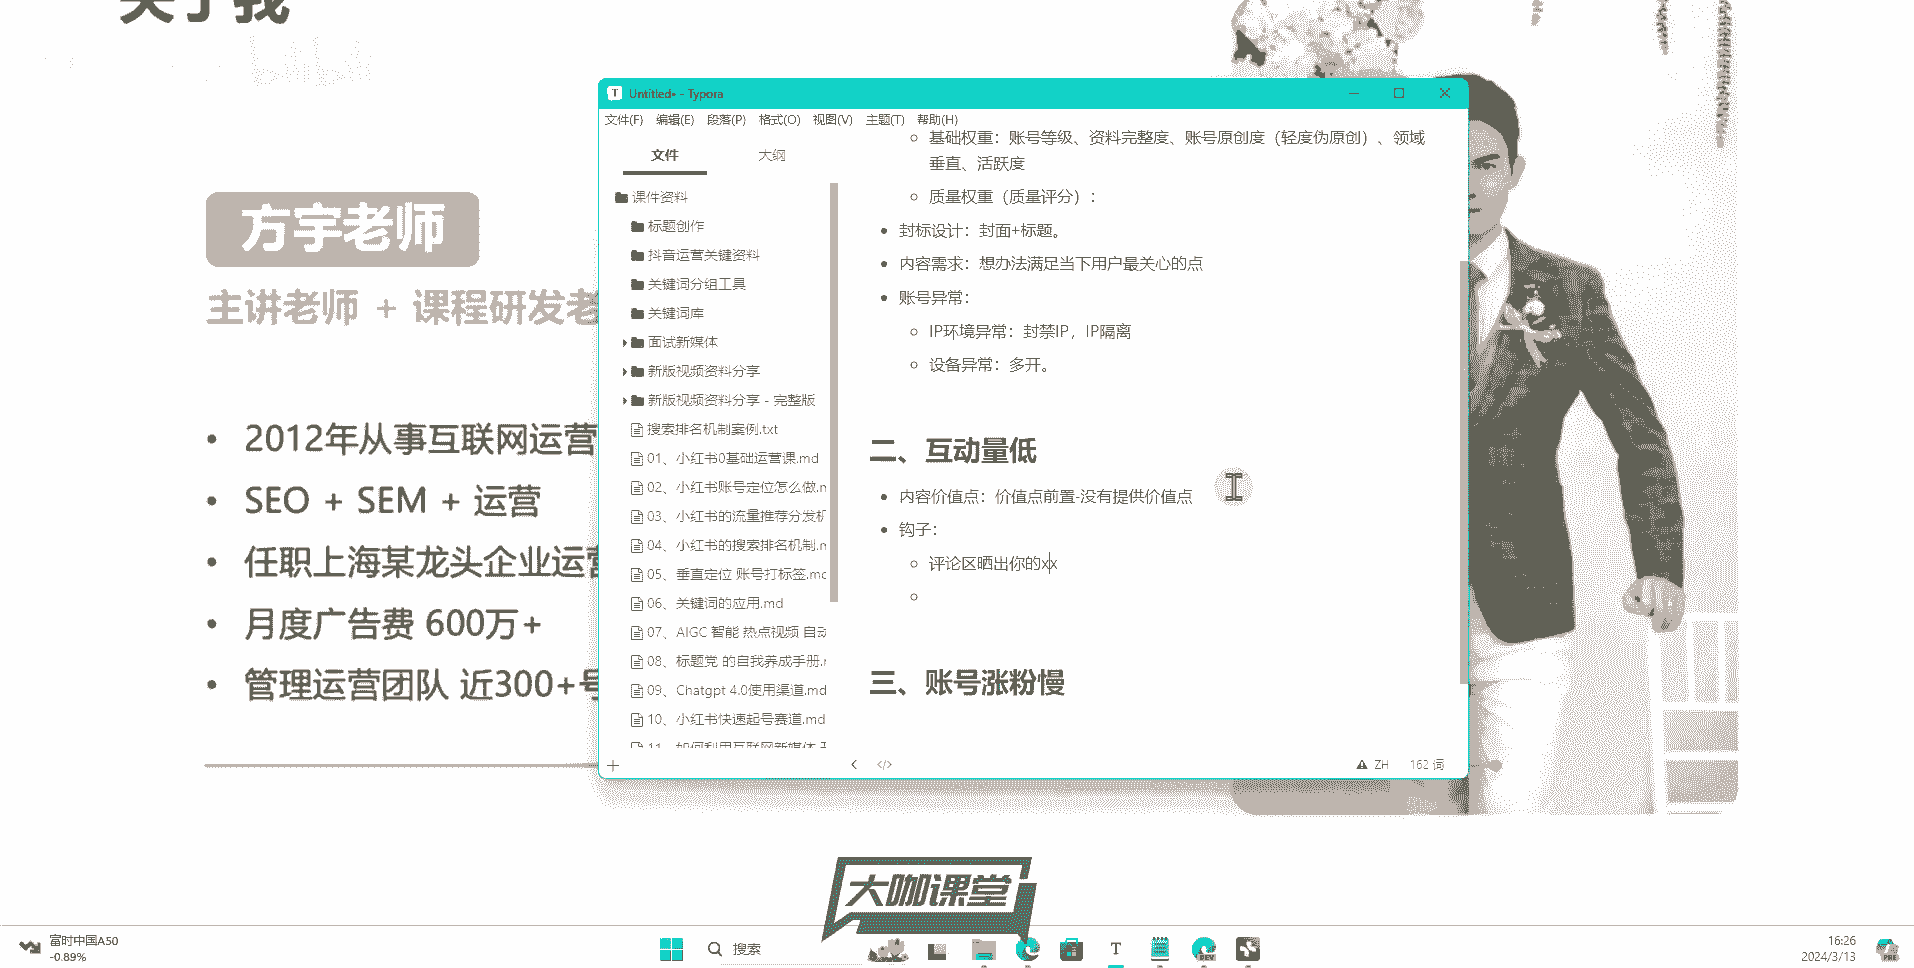 关于我
bilibili
方宇老师
主讲老师 + 课程研发老
2012年从事互联网运营
SEO + SEM + 运营
任职上海某龙头企业运营
月度广告费 600万+
管理运营团队 近300+号
Untitled• - Typora
文件(F) 编辑(E) 段落(P) 格式(O) 视图(V) 主题(T) 帮助(H)
文件 大纲
课件资料
标题创作
抖音运营关键资料
关键词分组工具
关键词库
面试新媒体
新版视频资料分享
新版视频资料分享 - 完整版
搜索排名机制案例.txt
01、小红书0基础运营课.md
02、小红书账号定位怎么做.m
03、小红书的流量推荐分发机
04、小红书的搜索排名机制.m
05、垂直定位 账号打标签.md
06、关键词的应用.md
07、AIGC 智能 热点视频 自动
08、标题党 的自我养成手册.m
09、Chatgpt 4.0使用渠道.md
10、小红书快速起号赛道.md
11、如何利用互联网新媒体
基础权重：账号等级、资料完整度、账号原创度（轻度伪原创）、领域
垂直、活跃度
质量权重（质量评分）：
封标设计：封面+标题。
内容需求：想办法满足当下用户最关心的点
账号异常：
IP环境异常：封禁IP，IP隔离
设备异常：多开。
二、互动量低
内容价值点：价值点前置-没有提供价值点
钩子：
评论区晒出你的xx
三、账号涨粉慢
ZH 162 词
大咖课堂
富时中国A50
-0.89%
搜索
T
DEV
16:26
2024/3/13
PRE